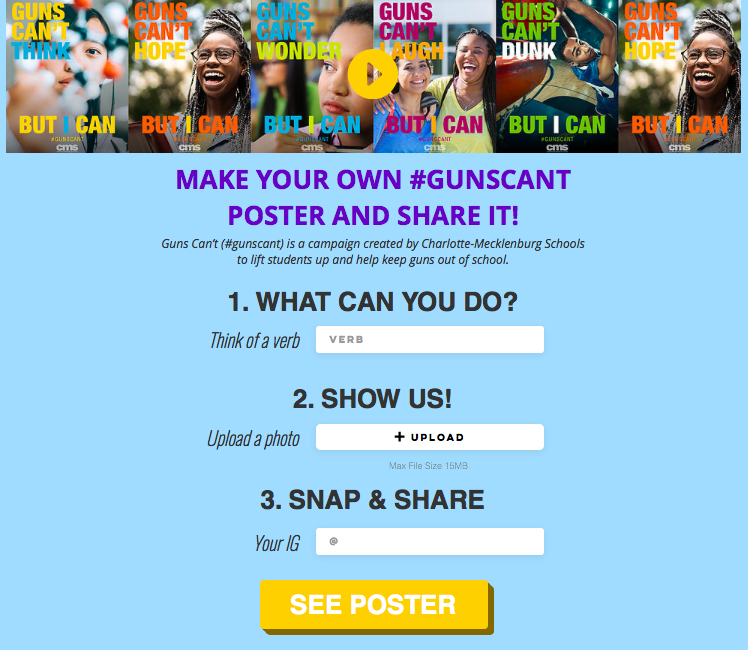 GUNS
CAN'T
THINK
BUT I CAN
#GUNSCANT
cms
GUNS
CAN'T
HOPE
BUT I CAN
#GUNSCANT
cms
GUNS
CAN'T
WONDER
BUT I CAN
#GUNSCANT
cms
GUNS
CAN'T
LAUGH
BUT I CAN
#GUNSCANT
cms
GUNS
CAN'T
DUNK
BUT I CAN
#GUNSCANT
cms
GUNS
CAN'T
HOPE
BUT I CAN
#GUNSCANT
cms
MAKE YOUR OWN #GUNSCANT
POSTER AND SHARE IT!
Guns Can't (#gunscant) is a campaign created by Charlotte-Mecklenburg Schools
to lift students up and help keep guns out of school.
1. WHAT CAN YOU DO?
Think of a verb VERB
2. SHOW US!
Upload a photo + UPLOAD
Max File Size 15MB
3. SNAP & SHARE
Your IG @
SEE POSTER